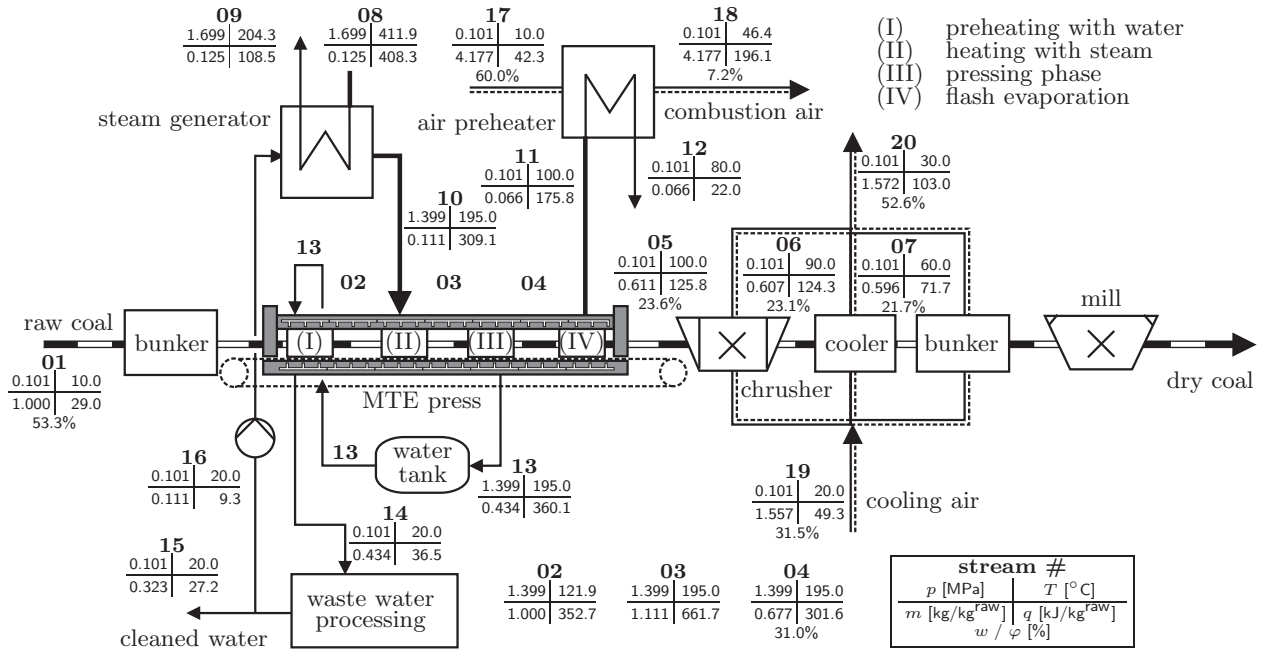 09
1.699 204.3
0.125 108.5
08
1.699 411.9
0.125 408.3
17
0.101 10.0
4.177 42.3
60.0%
18
0.101 46.4
4.177 196.1
7.2%
(I) preheating with water
(II) heating with steam
(III) pressing phase
(IV) flash evaporation
steam generator
air preheater
combustion air
11
0.101 100.0
0.066 175.8
12
0.101 80.0
0.066 22.0
20
0.101 30.0
1.572 103.0
52.6%
10
1.399 195.0
0.111 309.1
13
02
03
04
05
0.101 100.0
0.611 125.8
23.6%
06
0.101 90.0
0.607 124.3
23.1%
07
0.101 60.0
0.596 71.7
21.7%
raw coal
bunker
(I)
(II)
(III)
(IV)
cooler
bunker
mill
01
0.101 10.0
1.000 29.0
53.3%
MTE press
chrusher
dry coal
13
water
tank
13
1.399 195.0
0.434 360.1
16
0.101 20.0
0.111 9.3
19
0.101 20.0
1.557 49.3
31.5%
cooling air
14
0.101 20.0
0.434 36.5
15
0.101 20.0
0.323 27.2
waste water
processing
cleaned water
02
1.399 121.9
1.000 352.7
03
1.399 195.0
1.111 661.7
04
1.399 195.0
0.677 301.6
31.0%
stream #
p [MPa] T [°C]
m [kg/kg^raw] q [kJ/kg^raw]
w / φ [%]